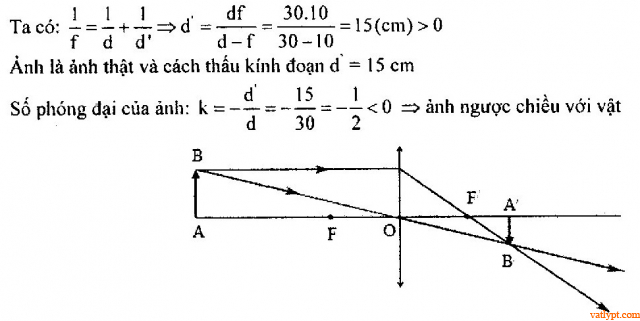 Ta có: 1/f = 1/d + 1/d' ⇒ d' = df/(d−f) = 30.10/(30−10) = 15(cm) > 0
Ảnh là ảnh thật và cách thấu kính đoạn d' = 15 cm
Số phóng đại của ảnh: k = −d'/d = −15/30 = −1/2 < 0 ⇒ ảnh ngược chiều với vật
B
F' A'
A F O
B
vatlypt.com